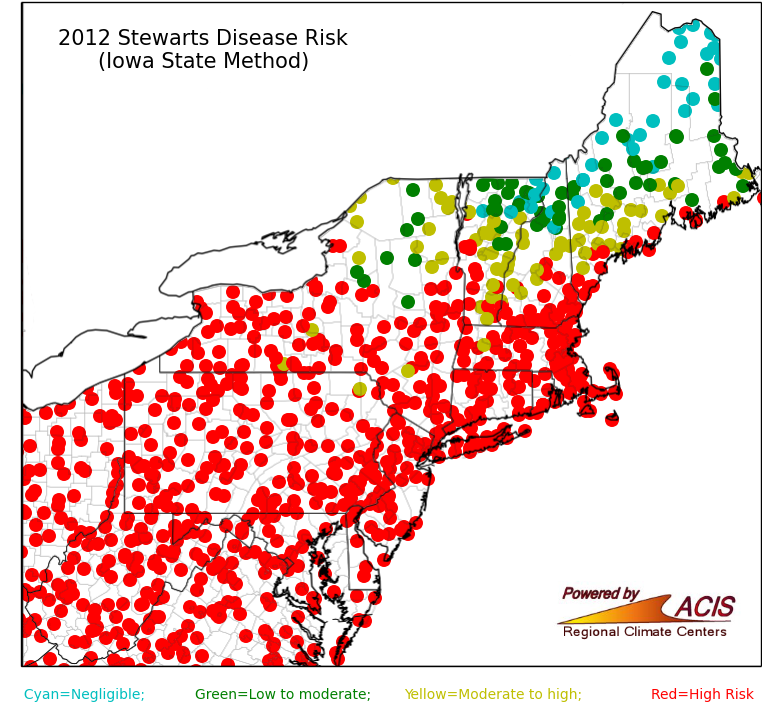 2012 Stewarts Disease Risk
(Iowa State Method)
Powered by
ACIS
Regional Climate Centers
Cyan=Negligible; Green=Low to moderate; Yellow=Moderate to high; Red=High Risk